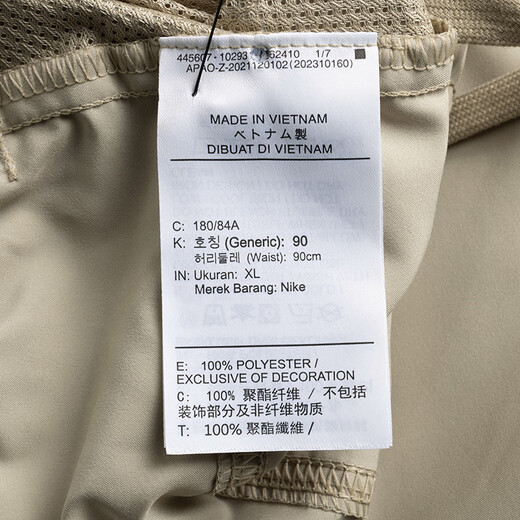 445607 - 10293 162410 1/7
APAO-Z-2021120102 (202310160)
MADE IN VIETNAM
ベトナム製
DIBUAT DI VIETNAM
C: 180/84A
K: 호칭 (Generic): 90
허리둘레 (Waist): 90cm
IN: Ukuran: XL
Merek Barang: Nike
E: 100% POLYESTER /
EXCLUSIVE OF DECORATION
C: 100% 聚酯纤维 / 不包括
装饰部分及非纤维物质
T: 100% 聚酯纖維 /